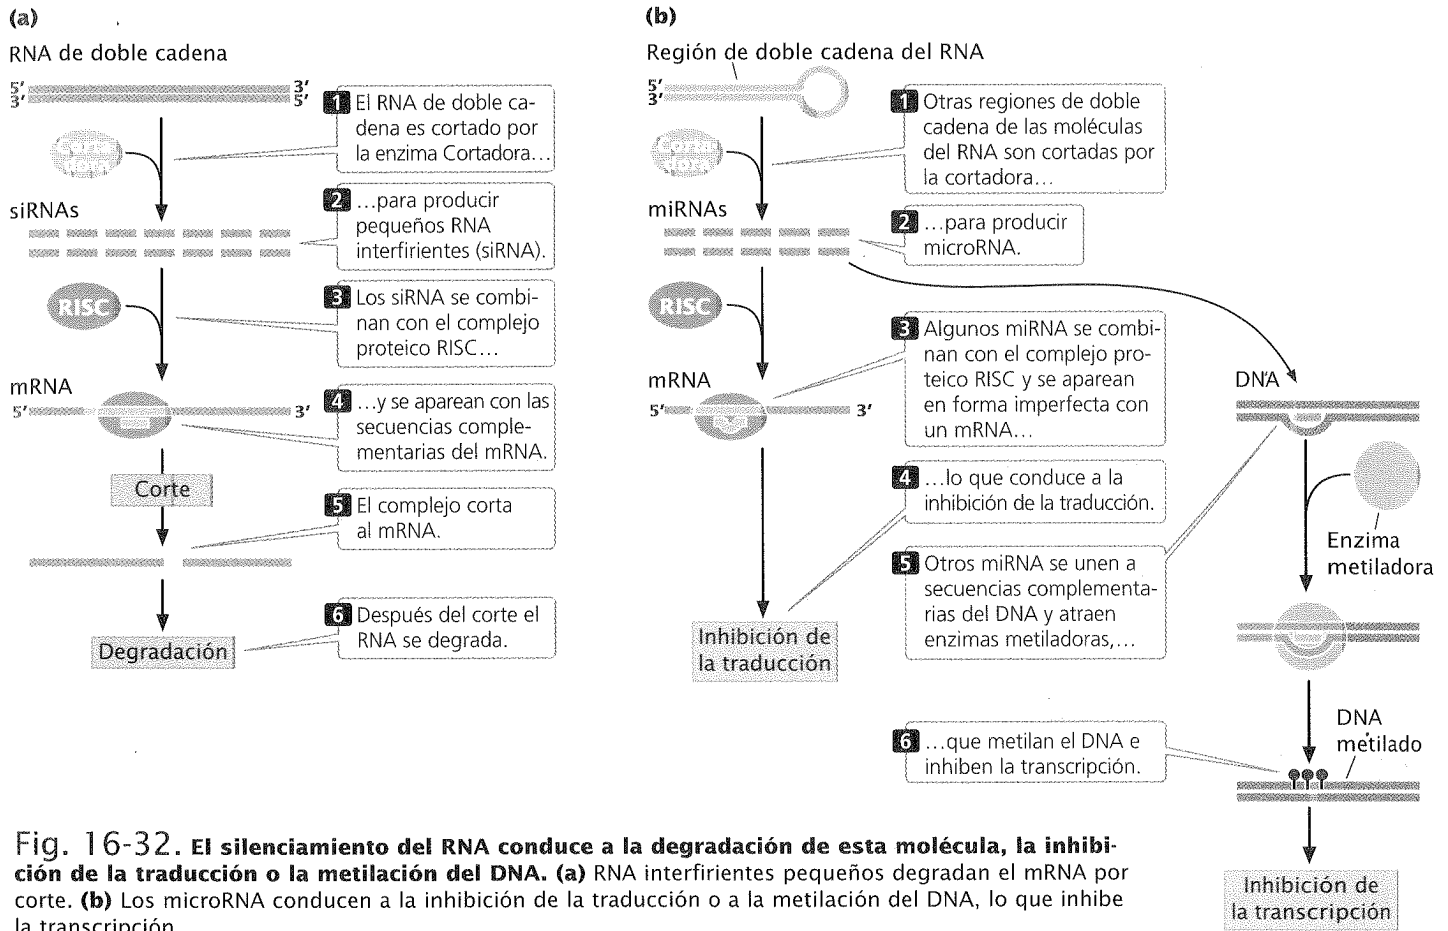 (a)
RNA de doble cadena
5′ 3′
3′ 5′
1 El RNA de doble ca-
dena es cortado por
la enzima Cortadora...
Corta
dora
siRNAs
2 ...para producir
pequeños RNA
interfirientes (siRNA).
RISC
3 Los siRNA se combi-
nan con el complejo
proteico RISC...
mRNA
5′ 3′
4 ...y se aparean con las
secuencias comple-
mentarias del mRNA.
Corte
5 El complejo corta
al mRNA.
6 Después del corte el
RNA se degrada.
Degradación
(b)
Región de doble cadena del RNA
5′
3′
1 Otras regiones de doble
cadena de las moléculas
del RNA son cortadas por
la cortadora...
Corta
dora
miRNAs
2 ...para producir
microRNA.
RISC
3 Algunos miRNA se combi-
nan con el complejo pro-
teico RISC y se aparean
en forma imperfecta con
un mRNA...
mRNA
5′ 3′
4 ...lo que conduce a la
inhibición de la traducción.
Inhibición de
la traducción
5 Otros miRNA se unen a
secuencias complementa-
rias del DNA y atraen
enzimas metiladoras,...
DNA
Enzima
metiladora
6 ...que metilan el DNA e
inhiben la transcripción.
DNA
metilado
Inhibición de
la transcripción
Fig. 16-32. El silenciamiento del RNA conduce a la degradación de esta molécula, la inhibi-
ción de la traducción o la metilación del DNA. (a) RNA interfirientes pequeños degradan el mRNA por
corte. (b) Los microRNA conducen a la inhibición de la traducción o a la metilación del DNA, lo que inhibe
la transcripción